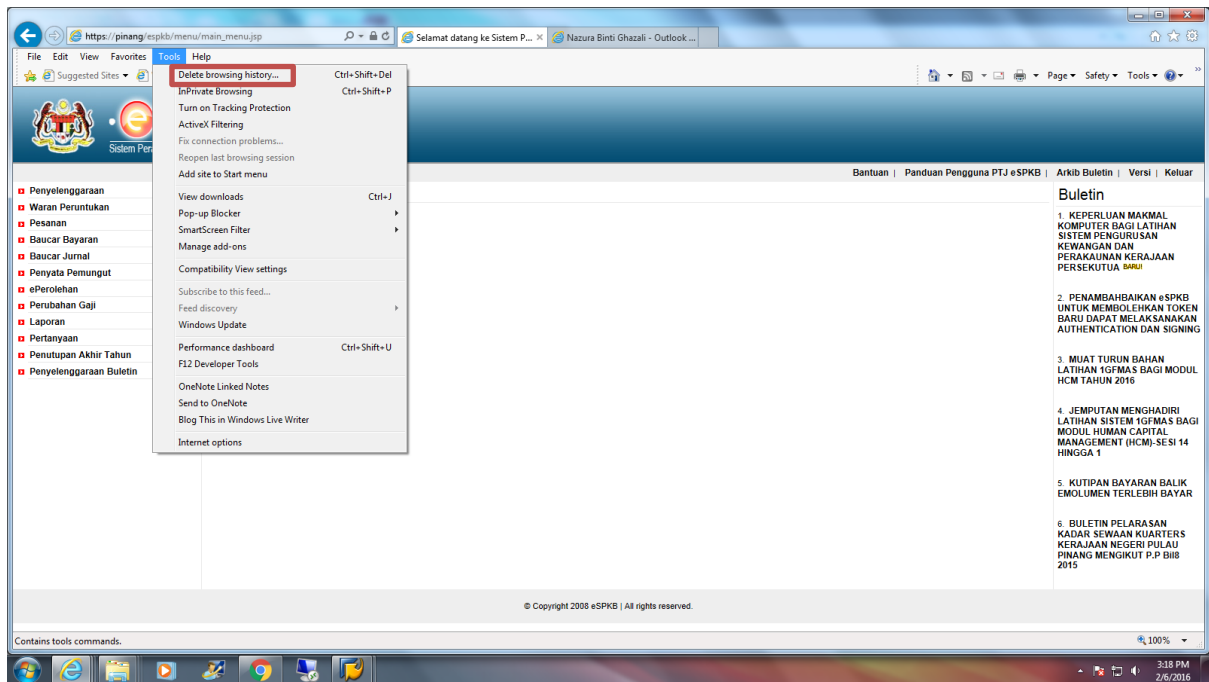 https://pinang/espkb/menu/main_menu.jsp
Selamat datang ke Sistem P...
Nazura Binti Ghazali - Outlook ...
File Edit View Favorites Tools Help
Suggested Sites
Page Safety Tools
Delete browsing history... Ctrl+Shift+Del
InPrivate Browsing Ctrl+Shift+P
Turn on Tracking Protection
ActiveX Filtering
Fix connection problems...
Reopen last browsing session
Add site to Start menu
View downloads Ctrl+J
Pop-up Blocker
SmartScreen Filter
Manage add-ons
Compatibility View settings
Subscribe to this feed...
Feed discovery
Windows Update
Performance dashboard Ctrl+Shift+U
F12 Developer Tools
OneNote Linked Notes
Send to OneNote
Blog This in Windows Live Writer
Internet options
Sistem
Bantuan | Panduan Pengguna PTJ eSPKB | Arkib Buletin | Versi | Keluar
Penyelenggaraan
Waran Peruntukan
Pesanan
Baucar Bayaran
Baucar Jurnal
Penyata Pemungut
ePerolehan
Perubahan Gaji
Laporan
Pertanyaan
Penutupan Akhir Tahun
Penyelenggaraan Buletin
Buletin
1. KEPERLUAN MAKMAL
KOMPUTER BAGI LATIHAN
SISTEM PENGURUSAN
KEWANGAN DAN
PERAKAUNAN KERAJAAN
PERSEKUTUA BARU!
2. PENAMBAHBAIKAN eSPKB
UNTUK MEMBOLEHKAN TOKEN
BARU DAPAT MELAKSANAKAN
AUTHENTICATION DAN SIGNING
3. MUAT TURUN BAHAN
LATIHAN 1GFMAS BAGI MODUL
HCM TAHUN 2016
4. JEMPUTAN MENGHADIRI
LATIHAN SISTEM 1GFMAS BAGI
MODUL HUMAN CAPITAL
MANAGEMENT (HCM)-SESI 14
HINGGA 1
5. KUTIPAN BAYARAN BALIK
EMOLUMEN TERLEBIH BAYAR
6. BULETIN PELARASAN
KADAR SEWAAN KUARTERS
KERAJAAN NEGERI PULAU
PINANG MENGIKUT P.P Bil8
2015
© Copyright 2008 eSPKB | All rights reserved.
Contains tools commands.
100%
3:18 PM
2/6/2016